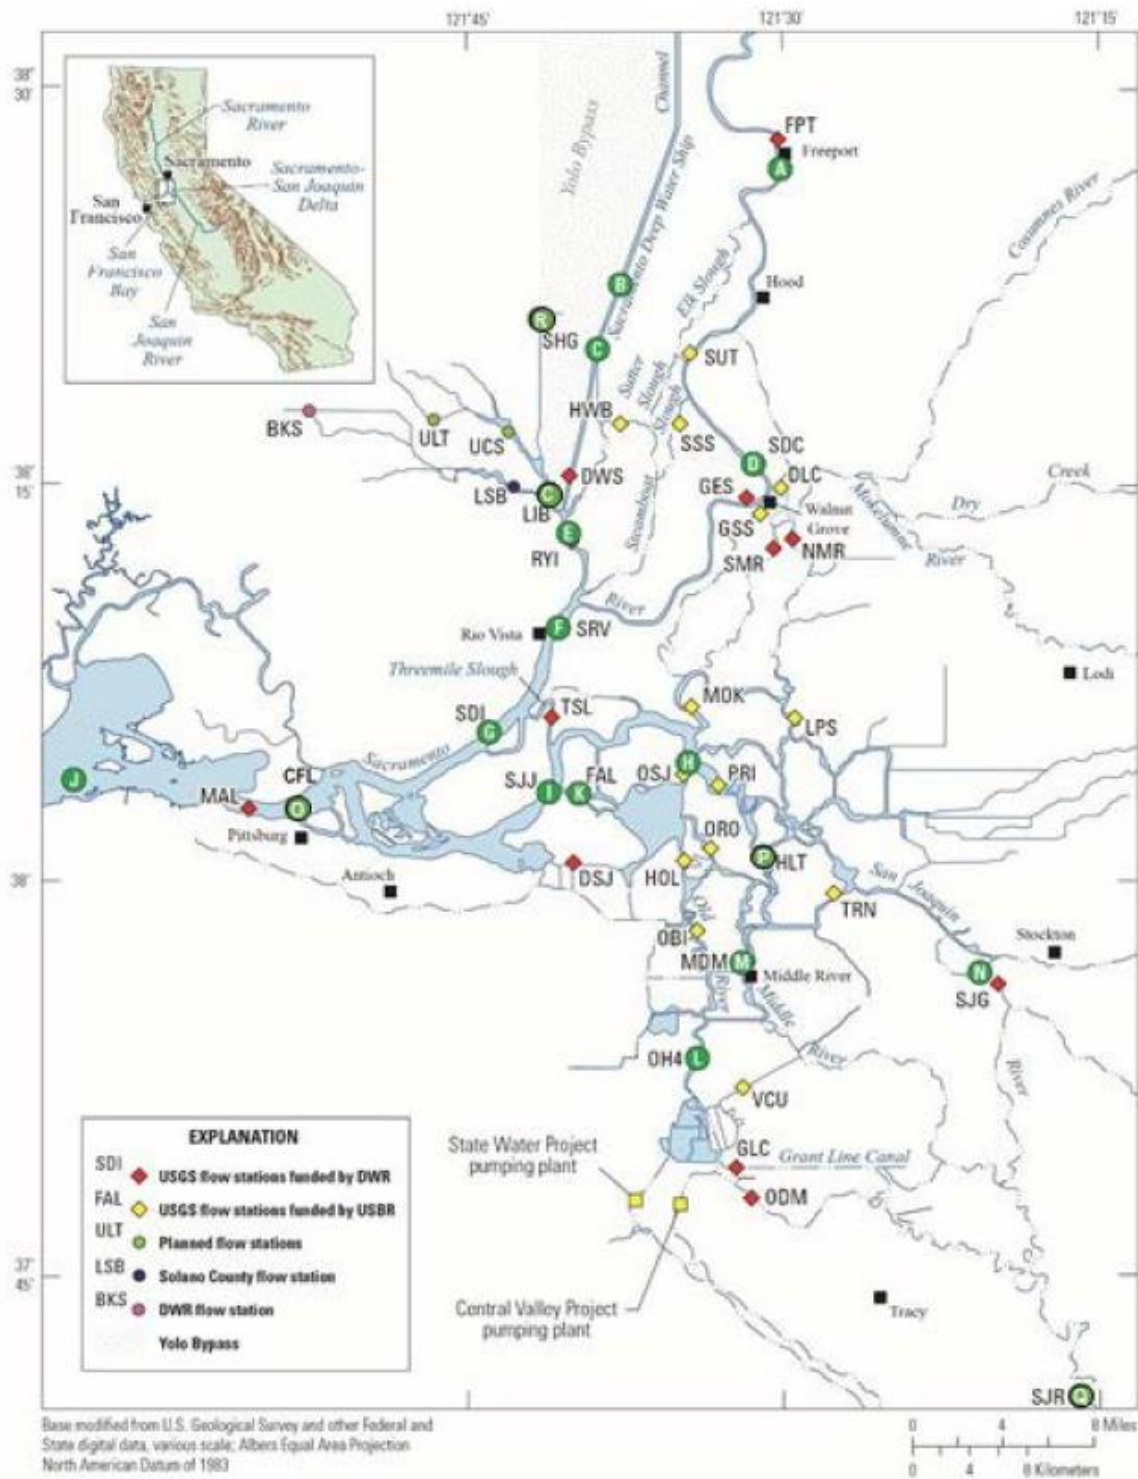 121°45'
121°30'
121°15'
38°
30'
Sacramento
River
Sacramento
Sacramento-
San Joaquin
Delta
San
Francisco
San
Francisco
Bay
San
Joaquin
River
Yolo Bypass
Channel
Sacramento Deep Water Ship
FPT
Freeport
A
Cosumnes River
B
Elk Slough
Hood
R
SHG
C
SUT
Sutter
Slough
HWB
Slough
SSS
BKS
ULT
UCS
SDC
D
DLC
38°
15'
LSB
C
LIB
DWS
GES
Walnut
Grove
GSS
Mokelumne
River
Dry
Creek
Steamboat
E
RYI
SMR
NMR
River
Rio Vista
F
SRV
Threemile Slough
Lodi
SDI
G
TSL
MOK
LPS
Sacramento
J
CFL
MAL
Pittsburg
SJJ
I
K
FAL
OSJ
H
PRI
ORO
P
HLT
Antioch
38°
DSJ
HOL
San Joaquin
TRN
Old
River
OBI
MDM
M
Middle River
Stockton
N
SJG
Middle
River
River
OH4
L
VCU
State Water Project
pumping plant
GLC
Grant Line Canal
ODM
Central Valley Project
pumping plant
Tracy
37°
45'
SJR
EXPLANATION
SDI
USGS flow stations funded by DWR
FAL
USGS flow stations funded by USBR
ULT
Planned flow stations
LSB
Solano County flow station
BKS
DWR flow station
Yolo Bypass
Base modified from U.S. Geological Survey and other Federal and
State digital data, various scale; Albers Equal Area Projection
North American Datum of 1983
0 4 8 Miles
0 4 8 Kilometers